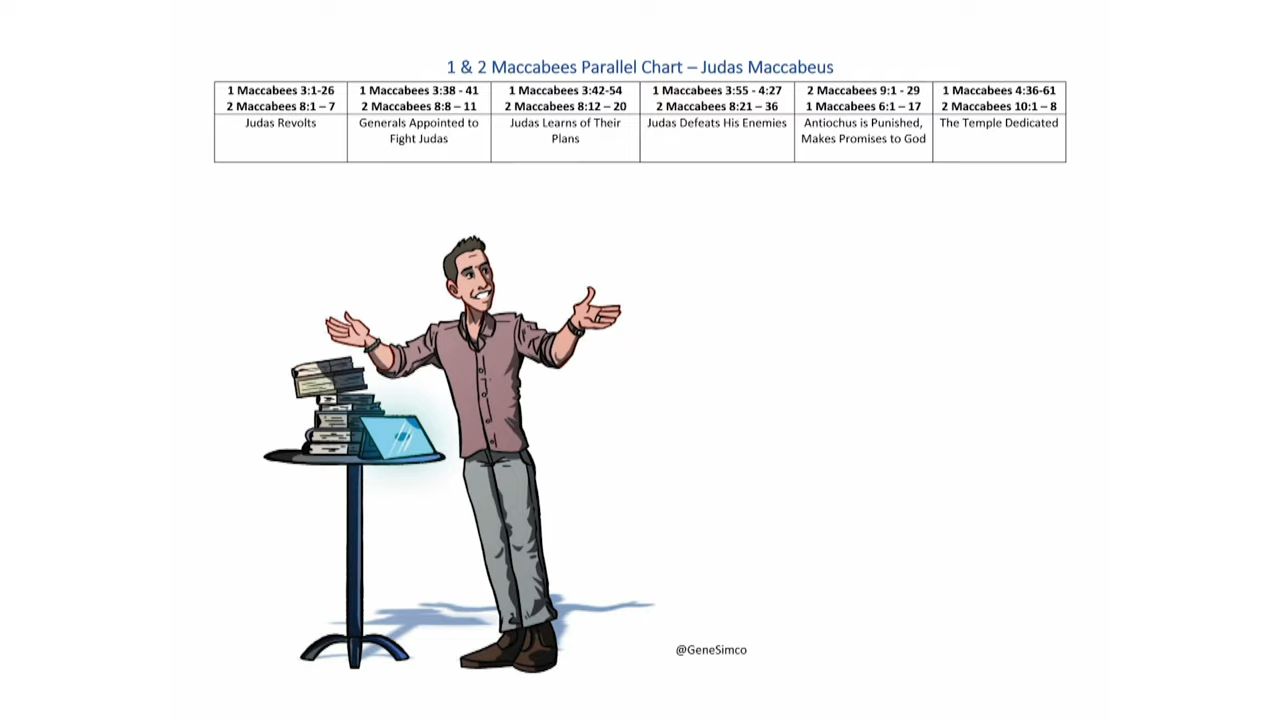 1 & 2 Maccabees Parallel Chart – Judas Maccabeus
1 Maccabees 3:1-26
2 Maccabees 8:1 – 7
Judas Revolts
1 Maccabees 3:38 - 41
2 Maccabees 8:8 – 11
Generals Appointed to
Fight Judas
1 Maccabees 3:42-54
2 Maccabees 8:12 – 20
Judas Learns of Their
Plans
1 Maccabees 3:55 - 4:27
2 Maccabees 8:21 – 36
Judas Defeats His Enemies
2 Maccabees 9:1 - 29
1 Maccabees 6:1 – 17
Antiochus is Punished,
Makes Promises to God
1 Maccabees 4:36-61
2 Maccabees 10:1 – 8
The Temple Dedicated
@GeneSimco